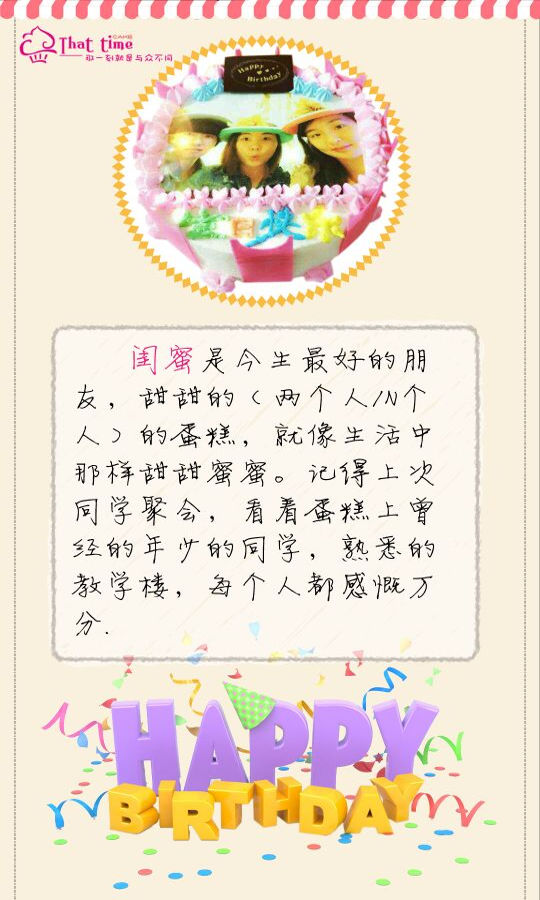 CAKE
That time
那一刻就是与众不同
Happy
Birthday
生日快乐
闺蜜是今生最好的朋
友，甜甜的（两个人/N个
人）的蛋糕，就像生活中
那样甜甜蜜蜜。记得上次
同学聚会，看着蛋糕上曾
经的年少的同学，熟悉的
教学楼，每个人都感慨万
分.
HAPPY
BIRTHDAY